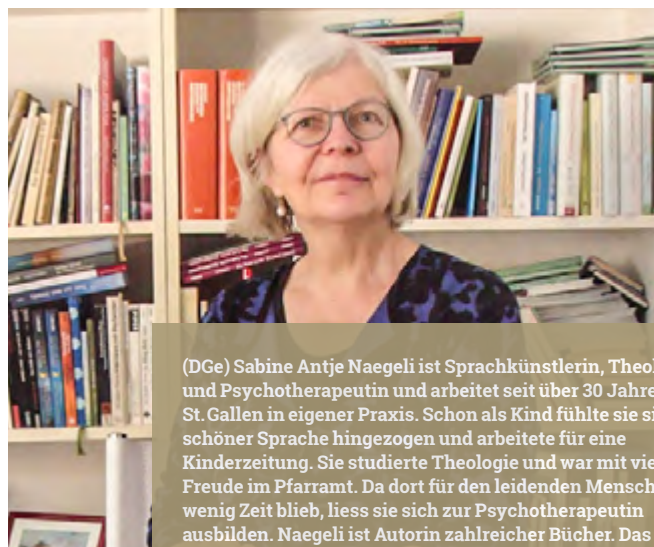 (DGe) Sabine Antje Naegeli ist Sprachkünstlerin, Theol
und Psychotherapeutin und arbeitet seit über 30 Jahre
St. Gallen in eigener Praxis. Schon als Kind fühlte sie si
schöner Sprache hingezogen und arbeitete für eine
Kinderzeitung. Sie studierte Theologie und war mit vie
Freude im Pfarramt. Da dort für den leidenden Mensch
wenig Zeit blieb, liess sie sich zur Psychotherapeutin
ausbilden. Naegeli ist Autorin zahlreicher Bücher. Das